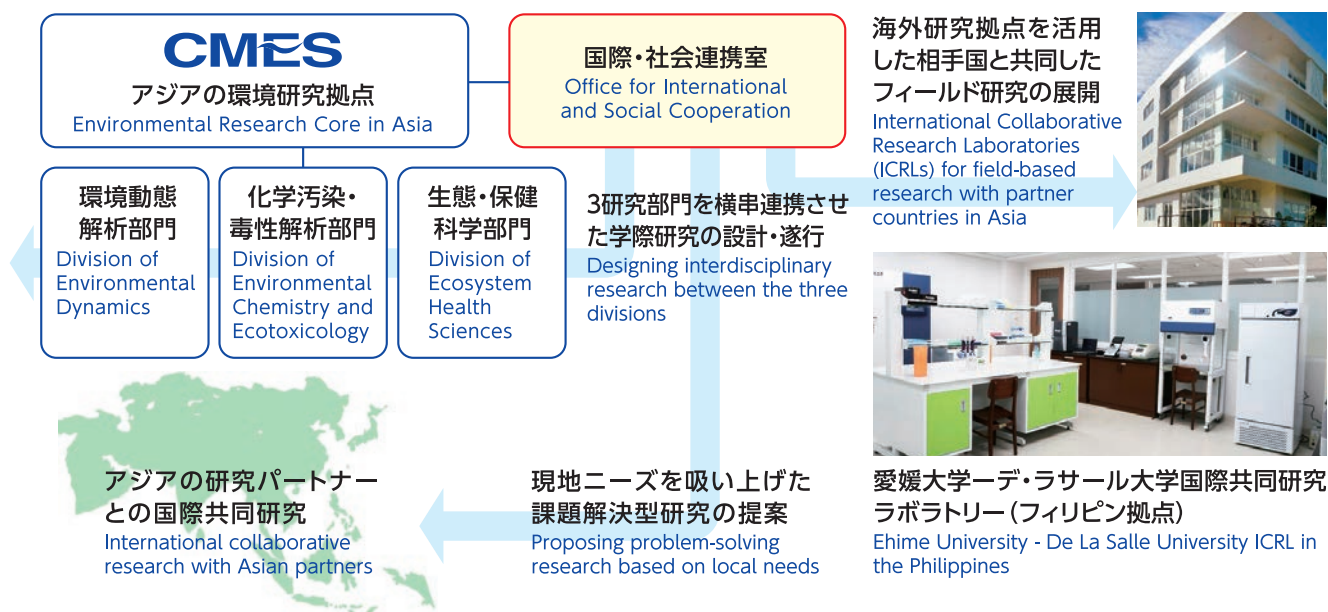 CMES
アジアの環境研究拠点
Environmental Research Core in Asia
国際・社会連携室
Office for International
and Social Cooperation
海外研究拠点を活用
した相手国と共同した
フィールド研究の展開
International Collaborative
Research Laboratories
(ICRLs) for field-based
research with partner
countries in Asia
環境動態
解析部門
Division of
Environmental
Dynamics
化学汚染・
毒性解析部門
Division of
Environmental
Chemistry and
Ecotoxicology
生態・保健
科学部門
Division of
Ecosystem
Health
Sciences
3研究部門を横串連携させ
た学際研究の設計・遂行
Designing interdisciplinary
research between the three
divisions
アジアの研究パートナー
との国際共同研究
International collaborative
research with Asian partners
現地ニーズを吸い上げた
課題解決型研究の提案
Proposing problem-solving
research based on local needs
愛媛大学ーデ・ラサール大学国際共同研究
ラボラトリー（フィリピン拠点）
Ehime University - De La Salle University ICRL in
the Philippines